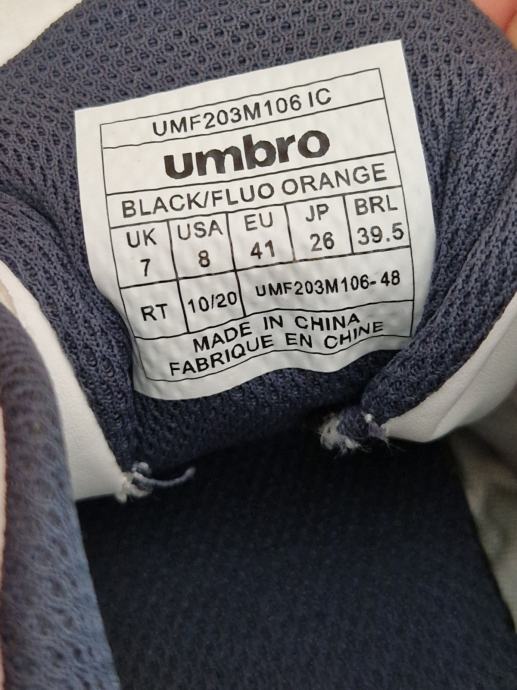 UMF203M106 IC
umbro
BLACK/FLUO ORANGE
UK USA EU JP BRL
7 8 41 26 39.5
RT 10/20 UMF203M106-48
MADE IN CHINA
FABRIQUE EN CHINE